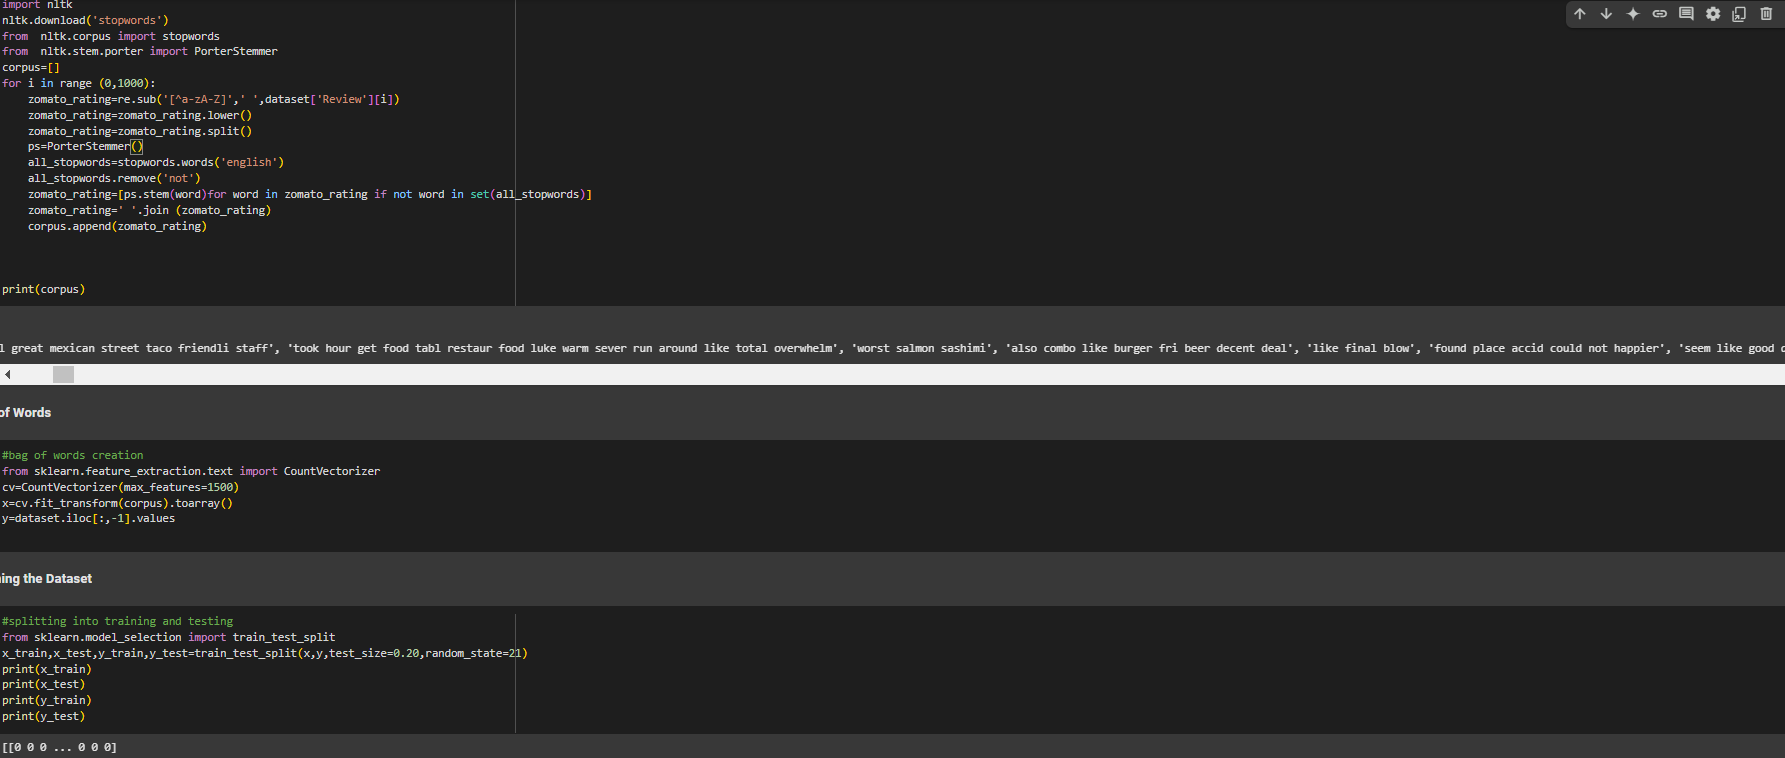 import nltk
nltk.download('stopwords')
from  nltk.corpus import stopwords
from  nltk.stem.porter import PorterStemmer
corpus=[]
for i in range (0,1000):
    zomato_rating=re.sub('[^a-zA-Z]',' ',dataset['Review'][i])
    zomato_rating=zomato_rating.lower()
    zomato_rating=zomato_rating.split()
    ps=PorterStemmer()
    all_stopwords=stopwords.words('english')
    all_stopwords.remove('not')
    zomato_rating=[ps.stem(word)for word in zomato_rating if not word in set(all_stopwords)]
    zomato_rating=' '.join (zomato_rating)
    corpus.append(zomato_rating)
print(corpus)
l great mexican street taco friendli staff', 'took hour get food tabl restaur food luke warm sever run around like total overwhelm', 'worst salmon sashimi', 'also combo like burger fri beer decent deal', 'like final blow', 'found place accid could not happier', 'seem like good
of Words
#bag of words creation
from sklearn.feature_extraction.text import CountVectorizer
cv=CountVectorizer(max_features=1500)
x=cv.fit_transform(corpus).toarray()
y=dataset.iloc[:,-1].values
ing the Dataset
#splitting into training and testing
from sklearn.model_selection import train_test_split
x_train,x_test,y_train,y_test=train_test_split(x,y,test_size=0.20,random_state=21)
print(x_train)
print(x_test)
print(y_train)
print(y_test)
[[0 0 0 ... 0 0 0]